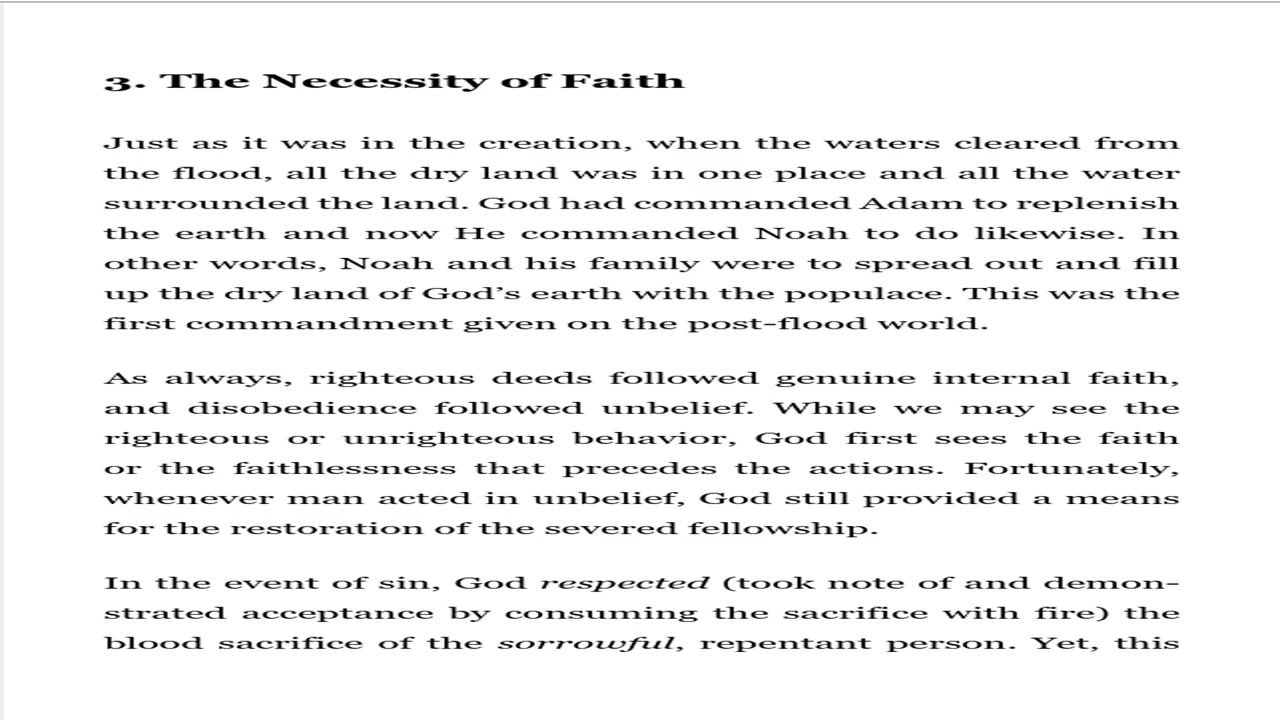 3. The Necessity of Faith
Just as it was in the creation, when the waters cleared from
the flood, all the dry land was in one place and all the water
surrounded the land. God had commanded Adam to replenish
the earth and now He commanded Noah to do likewise. In
other words, Noah and his family were to spread out and fill
up the dry land of God’s earth with the populace. This was the
first commandment given on the post-flood world.
As always, righteous deeds followed genuine internal faith,
and disobedience followed unbelief. While we may see the
righteous or unrighteous behavior, God first sees the faith
or the faithlessness that precedes the actions. Fortunately,
whenever man acted in unbelief, God still provided a means
for the restoration of the severed fellowship.
In the event of sin, God respected (took note of and demon-
strated acceptance by consuming the sacrifice with fire) the
blood sacrifice of the sorrowful, repentant person. Yet, this